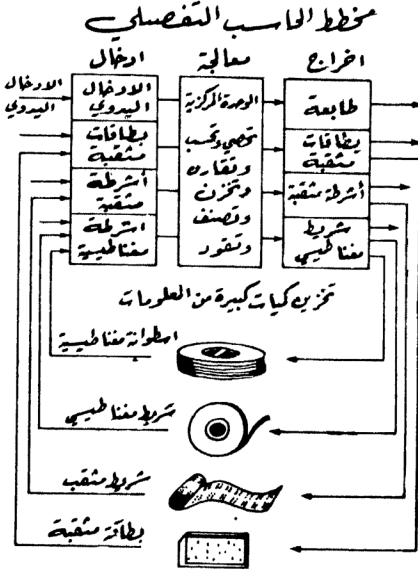 مخطط الحاسب التفصيلي
ادخال
معالجة
اخراج
الادخال
اليدوي
الادخال
اليدوي
بطاقات
مثقبة
أشرطة
مثقبة
اشرطة
مغناطيسية
الوحدة المركزية
تحصي وتحسب
وتقارن
وتخزن
وتصنف
وتقود
طابعة
بطاقات
مثقبة
أشرطة مثقبة
شريط
مغناطيسي
تخزين كميات كبيرة من المعلومات
اسطوانة مغناطيسية
شريط مغناطيسي
شريط مثقب
بطاقة مثقبة